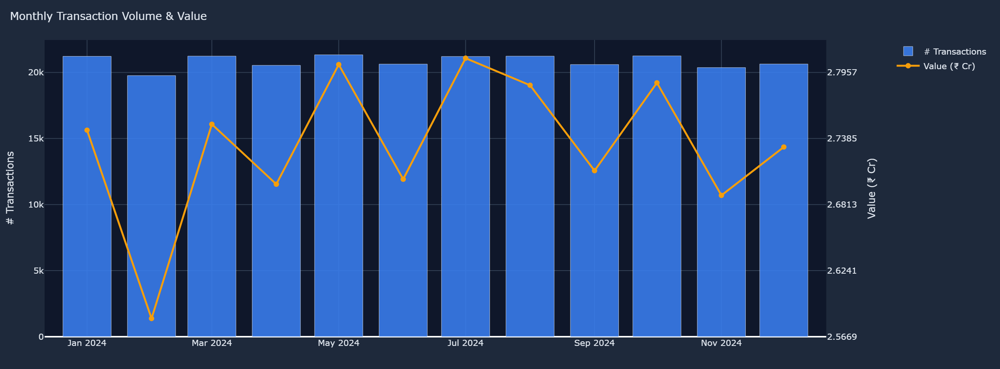 Monthly Transaction Volume & Value
# Transactions
Value (₹ Cr)
20k
15k
10k
5k
0
# Transactions
2.7957
2.7385
2.6813
2.6241
2.5669
Value (₹ Cr)
Jan 2024
Mar 2024
May 2024
Jul 2024
Sep 2024
Nov 2024